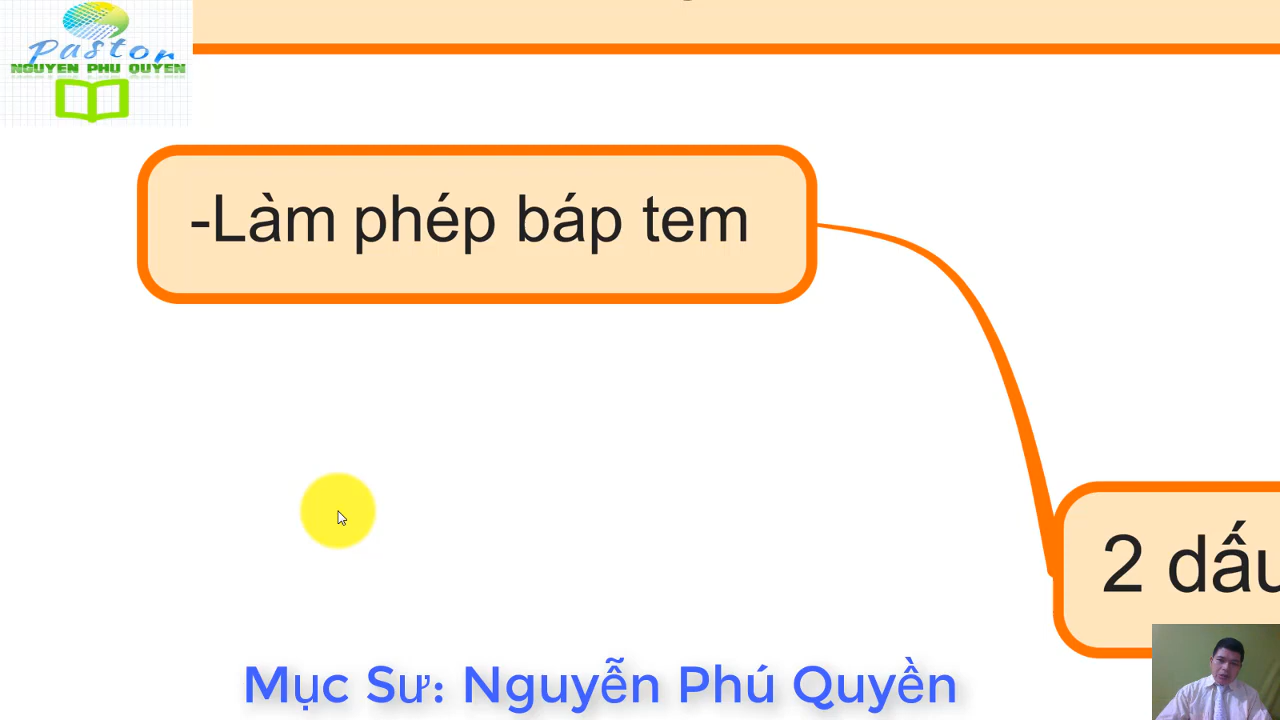 Pastor
NGUYEN PHU QUYEN
-Làm phép báp tem
2 dấu
Mục Sư: Nguyễn Phú Quyền